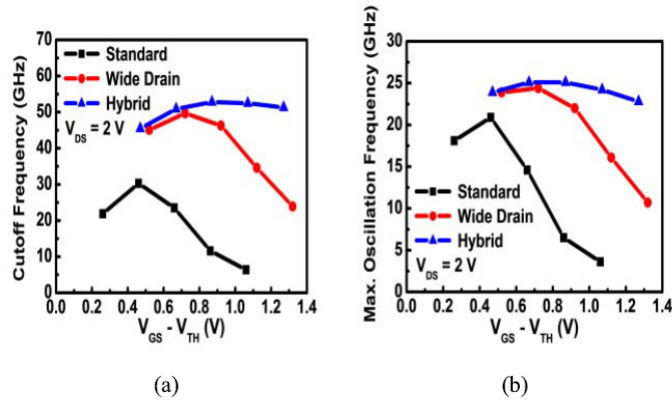 Cutoff Frequency (GHz)
70
60
50
40
30
20
10
0
Standard
Wide Drain
Hybrid
V_DS = 2 V
0.0 0.2 0.4 0.6 0.8 1.0 1.2 1.4
V_GS - V_TH (V)
(a)
Max. Oscillation Frequency (GHz)
30
25
20
15
10
5
0
Standard
Wide Drain
Hybrid
V_DS = 2 V
0.0 0.2 0.4 0.6 0.8 1.0 1.2 1.4
V_GS - V_TH (V)
(b)